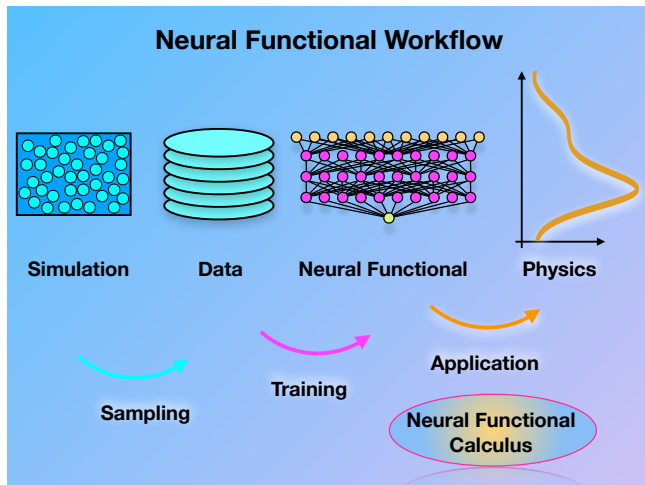 Neural Functional Workflow
Simulation
Data
Neural Functional
Physics
Sampling
Training
Application
Neural Functional
Calculus